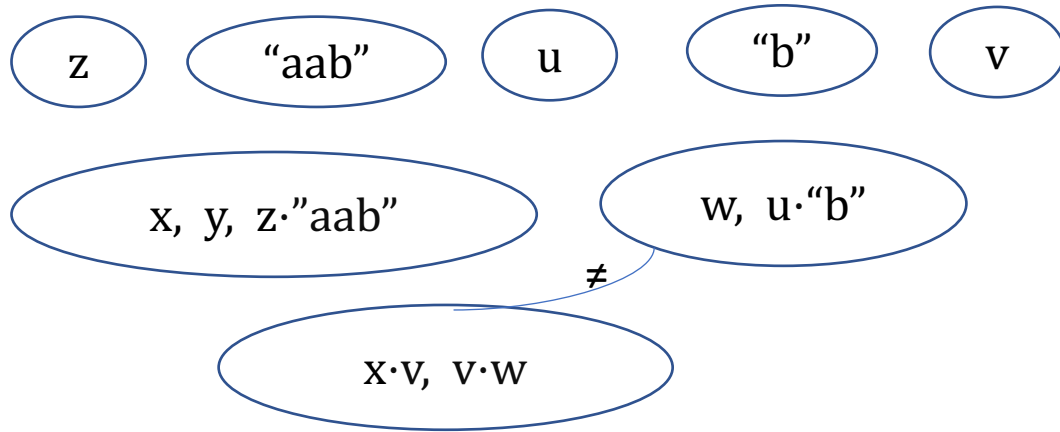 z “aab” u “b” v
x, y, z·”aab” w, u·“b”
≠
x·v, v·w